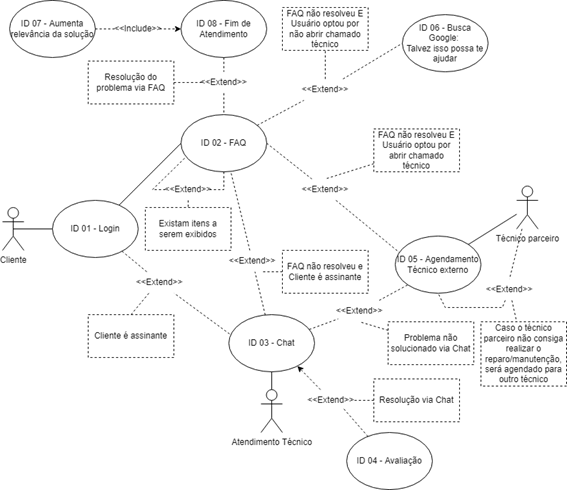 ID 07 - Aumenta
relevância da solução
<<Include>>
ID 08 - Fim de
Atendimento
FAQ não resolveu E
Usuário optou por
não abrir chamado
técnico
ID 06 - Busca
Google:
Talvez isso possa te
ajudar
Resolução do
problema via FAQ
<<Extend>>
<<Extend>>
ID 02 - FAQ
FAQ não resolveu E
Usuário optou por
abrir chamado
técnico
<<Extend>>
<<Extend>>
Existam itens a
serem exibidos
ID 01 - Login
Cliente
Técnico parceiro
<<Extend>>
FAQ não resolveu e
Cliente é assinante
ID 05 - Agendamento
Técnico externo
<<Extend>>
<<Extend>>
<<Extend>>
Cliente é assinante
ID 03 - Chat
Problema não
solucionado via Chat
Caso o técnico
parceiro não consiga
realizar o
reparo/manutenção,
será agendado para
outro técnico
<<Extend>>
Resolução via Chat
Atendimento Técnico
ID 04 - Avaliação